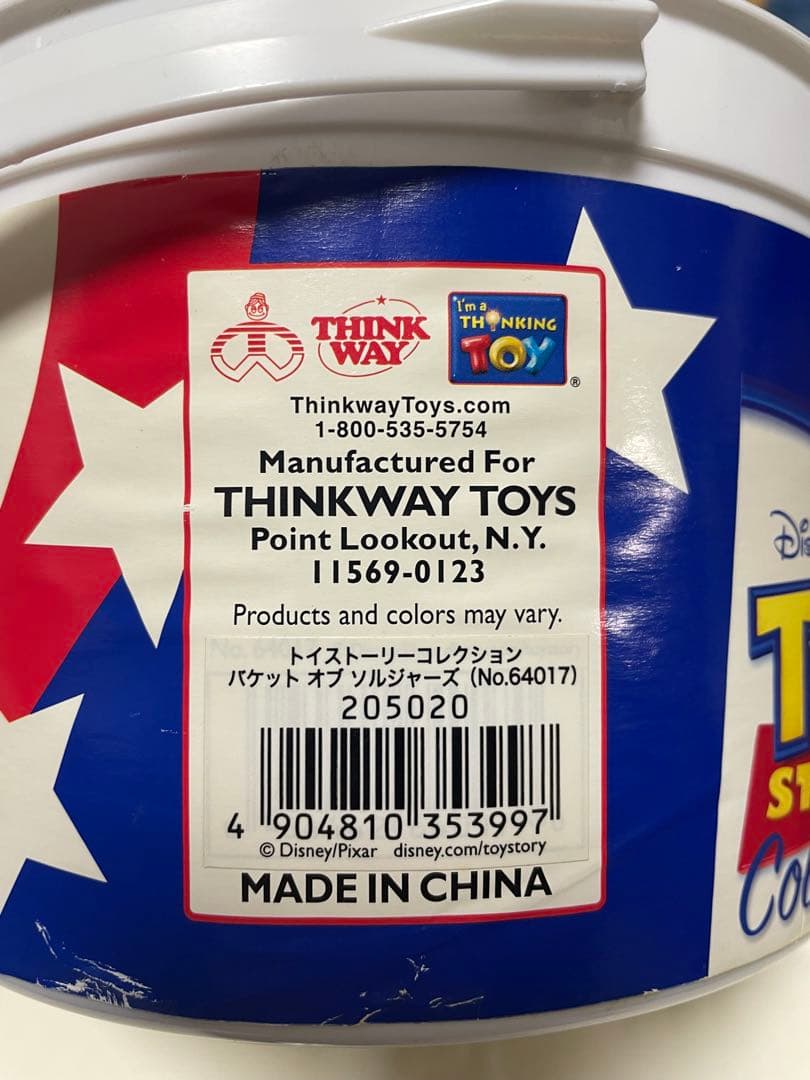 THINK
WAY
I'm a
THINKING
TOY
®
ThinkwayToys.com
1-800-535-5754
Manufactured For
THINKWAY TOYS
Point Lookout, N.Y.
11569-0123
Products and colors may vary.
トイストーリーコレクション
バケット オブ ソルジャーズ (No.64017)
205020
4 904810 353997
© Disney/Pixar disney.com/toystory
MADE IN CHINA